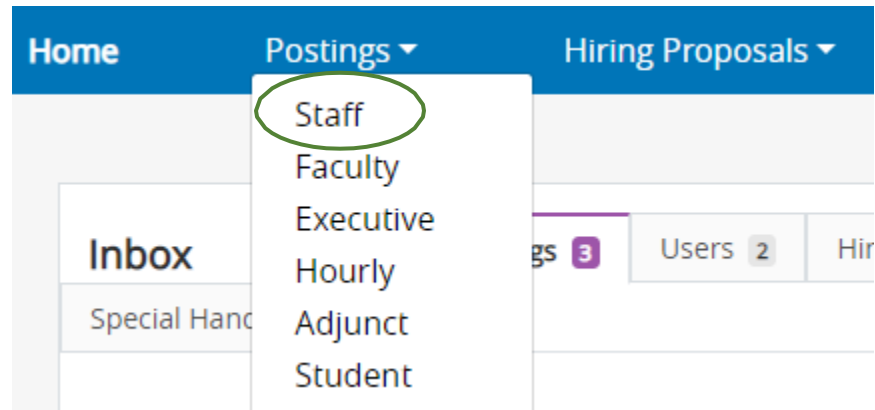 Home Postings Hiring Proposals
Staff
Faculty
Executive
Hourly
Adjunct
Student
Inbox
gs 3 Users 2 Hir
Special Hand